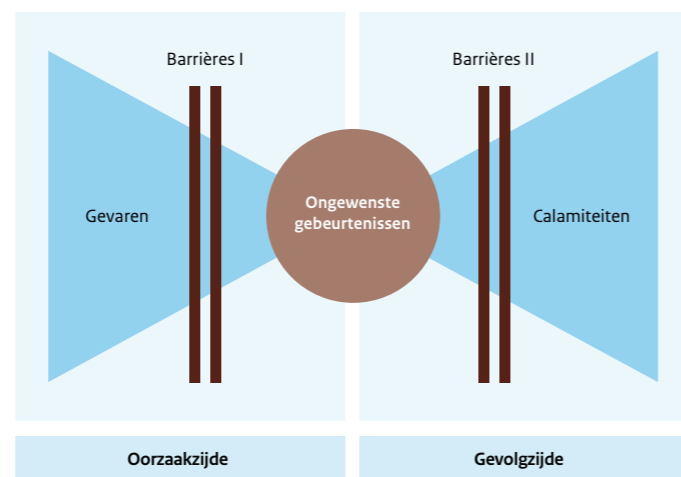 Barrières I
Barrières II
Gevaren
Ongewenste
gebeurtenissen
Calamiteiten
Oorzaakzijde
Gevolgzijde